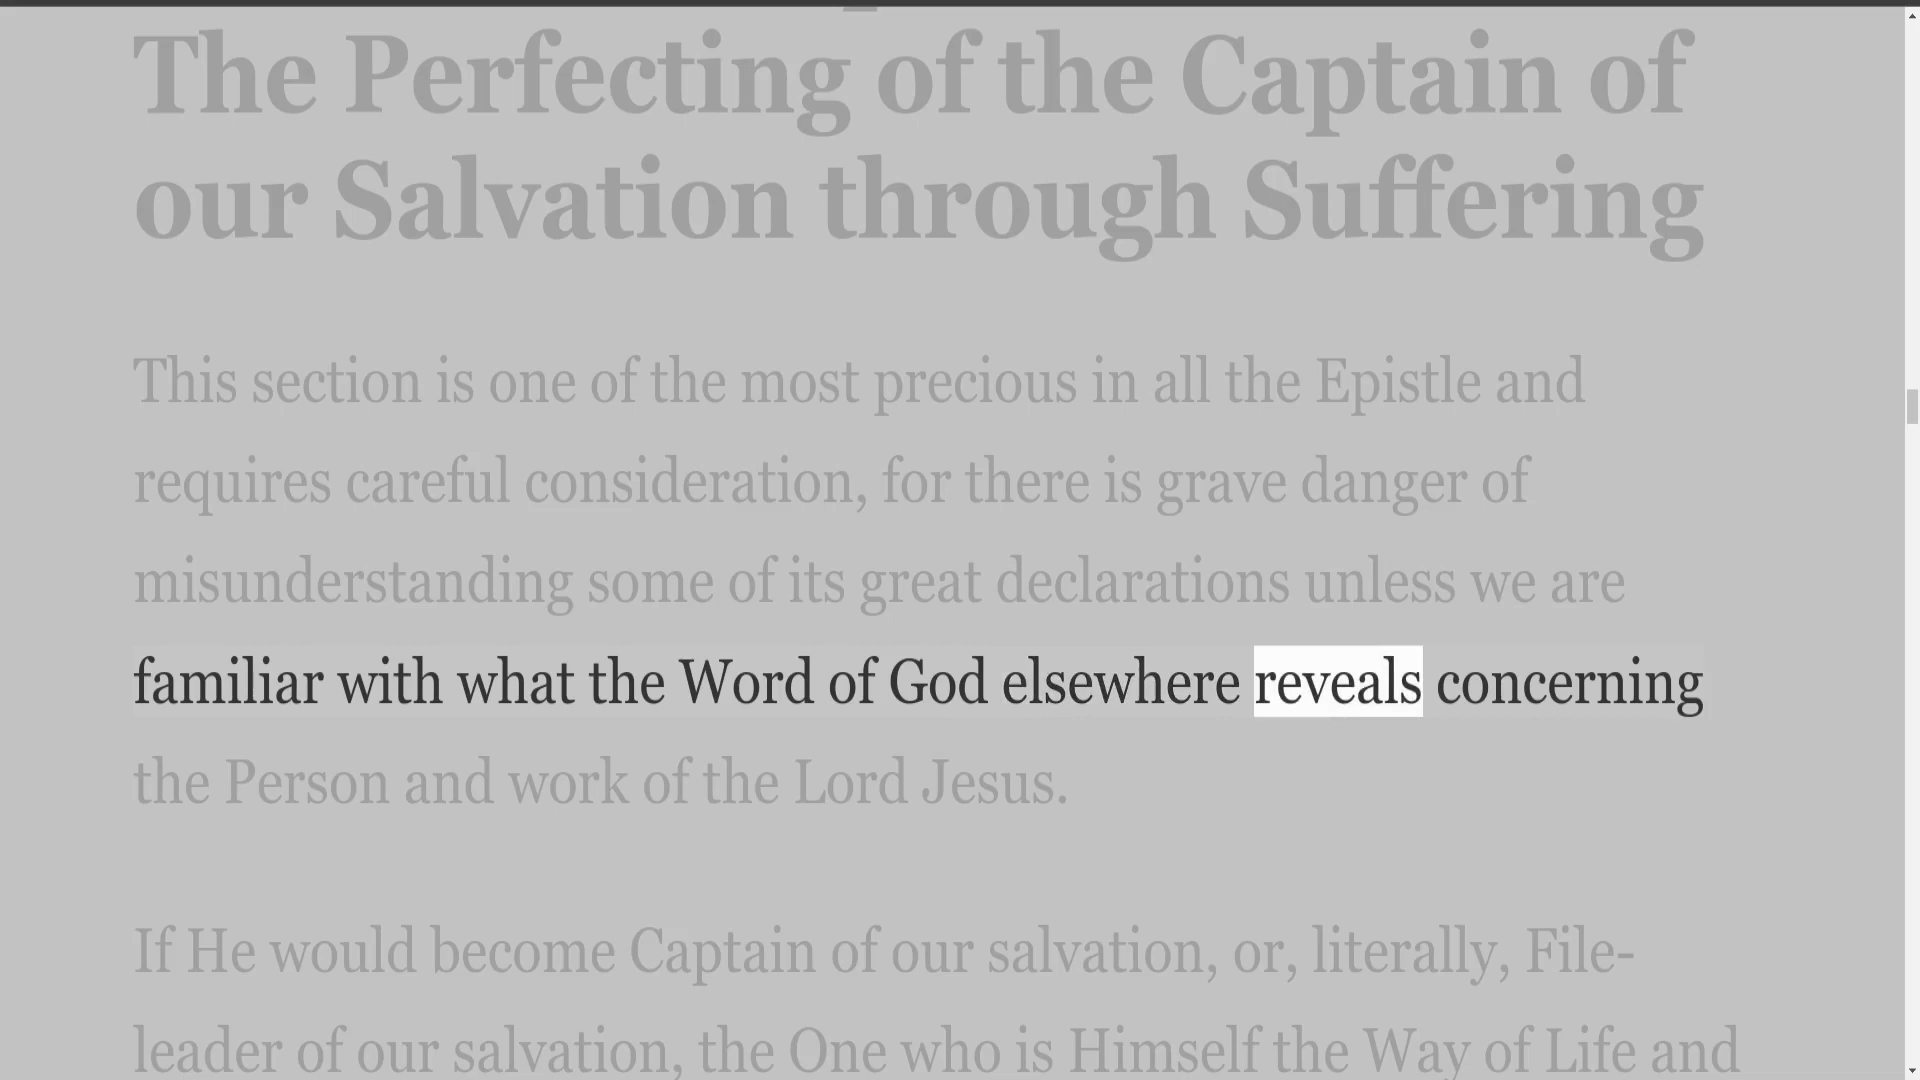 The Perfecting of the Captain of
our Salvation through Suffering
This section is one of the most precious in all the Epistle and
requires careful consideration, for there is grave danger of
misunderstanding some of its great declarations unless we are
familiar with what the Word of God elsewhere reveals concerning
the Person and work of the Lord Jesus.
If He would become Captain of our salvation, or, literally, File-
leader of our salvation, the One who is Himself the Way of Life and